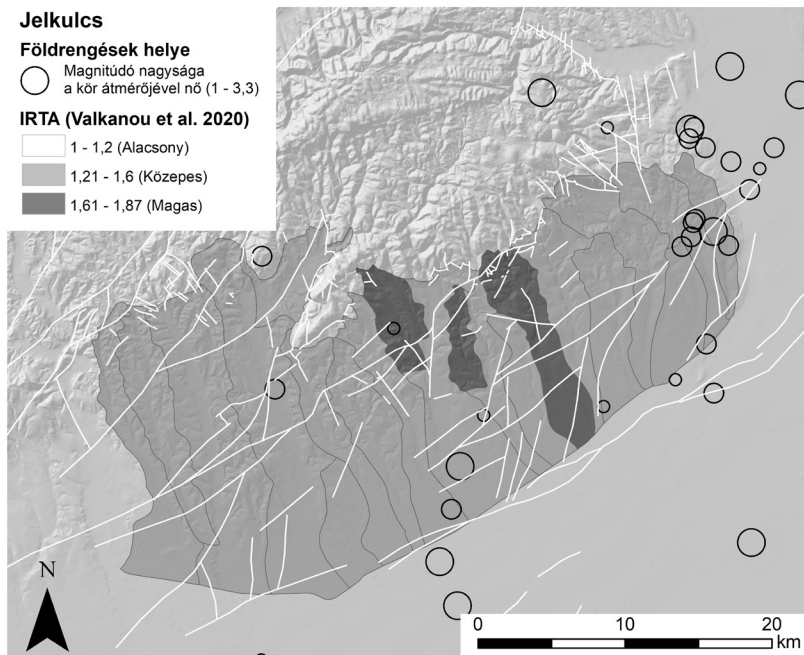 Jelkulcs
Földrengések helye
Magnitúdó nagysága
a kör átmérőjével nő (1 - 3,3)
IRTA (Valkanou et al. 2020)
1 - 1,2 (Alacsony)
1,21 - 1,6 (Közepes)
1,61 - 1,87 (Magas)
N
0 10 20
km